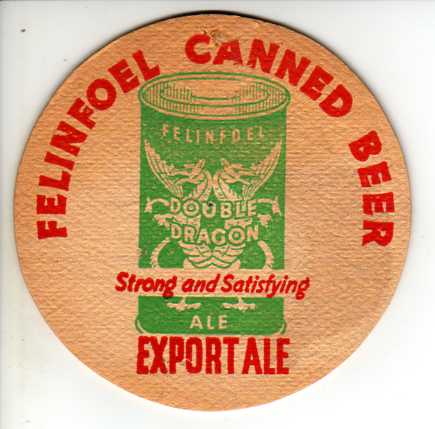 FELINFOEL CANNED BEER
FELINFOEL
DOUBLE
DRAGON
Strong and Satisfying
ALE
EXPORT ALE